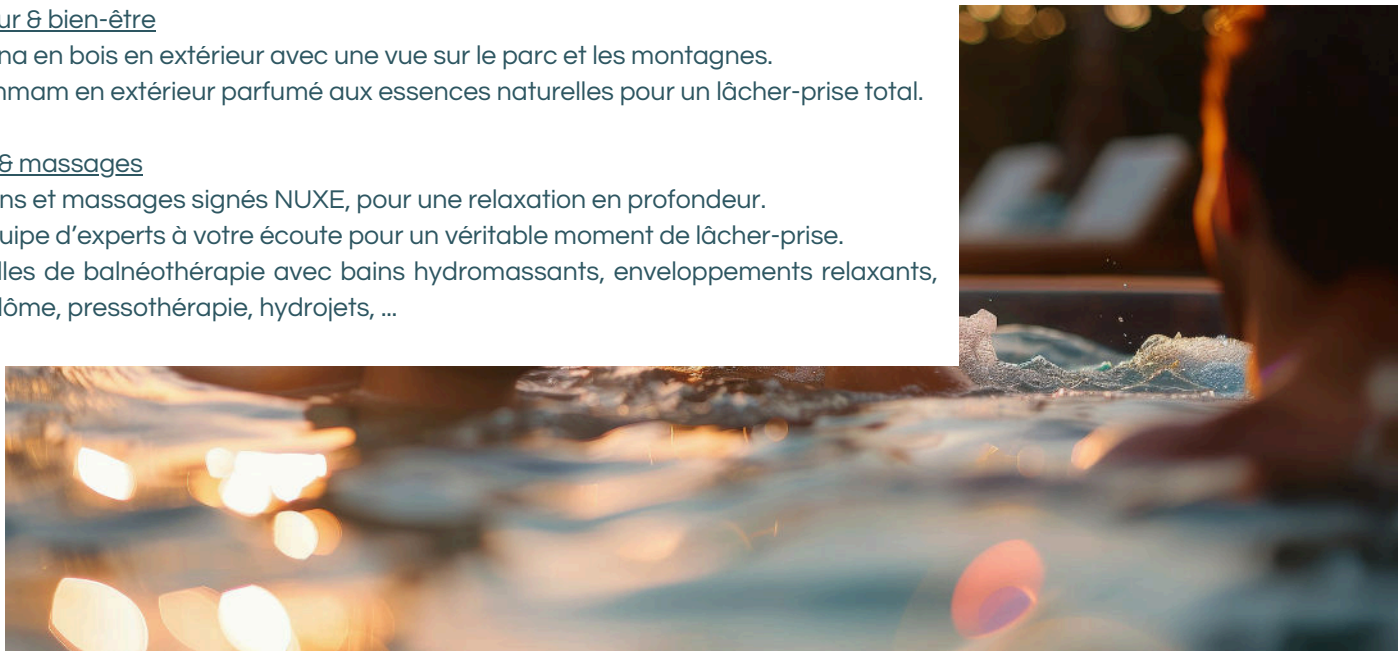 ur & bien-être
na en bois en extérieur avec une vue sur le parc et les montagnes.
mmam en extérieur parfumé aux essences naturelles pour un lâcher-prise total.
& massages
ns et massages signés NUXE, pour une relaxation en profondeur.
uipe d’experts à votre écoute pour un véritable moment de lâcher-prise.
lles de balnéothérapie avec bains hydromassants, enveloppements relaxants,
dôme, pressothérapie, hydrojets, ...